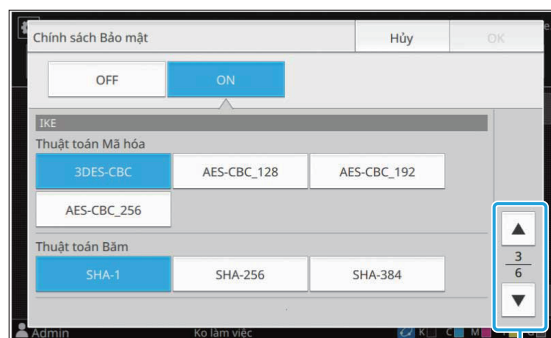 Chính sách Bảo mật Hủy OK
OFF ON
IKE
Thuật toán Mã hóa
3DES-CBC AES-CBC_128 AES-CBC_192
AES-CBC_256
Thuật toán Băm
SHA-1 SHA-256 SHA-384
3
6
Admin Ko làm việc K C M